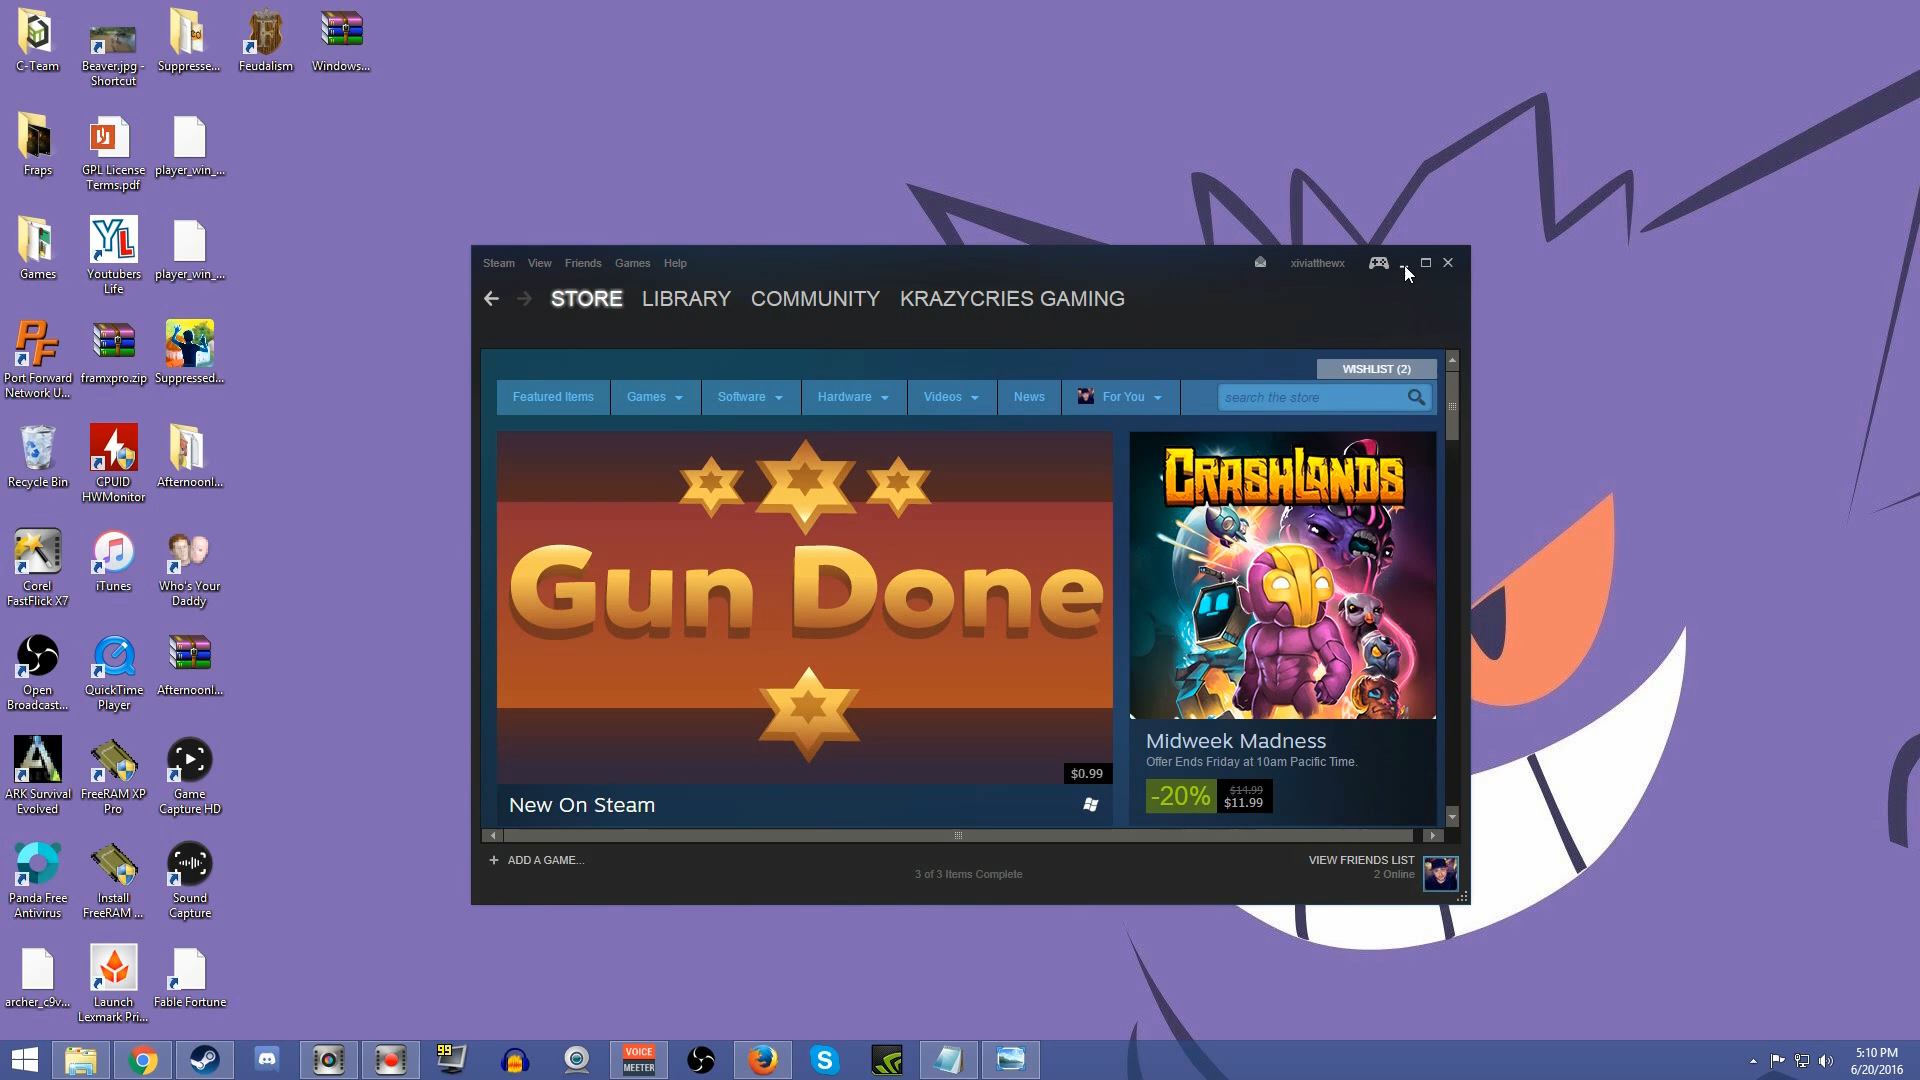 C-Team
Beaver.jpg -
Shortcut
Suppresse...
Feudalism
Windows...
Fraps
GPL License
Terms.pdf
player_win_...
Games
Youtubers
Life
player_win_...
Port Forward
Network U...
framxpro.zip
Suppressed...
Recycle Bin
CPUID
HWMonitor
Afternoonl...
Corel
FastFlick X7
iTunes
Who's Your
Daddy
Open
Broadcast...
QuickTime
Player
Afternoonl...
ARK Survival
Evolved
FreeRAM XP
Pro
Game
Capture HD
Panda Free
Antivirus
Install
FreeRAM ...
Sound
Capture
archer_c9v...
Launch
Lexmark Pri...
Fable Fortune
Steam View Friends Games Help
xiviatthewx
STORE LIBRARY COMMUNITY KRAZYCRIES GAMING
WISHLIST (2)
Featured Items Games Software Hardware Videos News For You
search the store
Gun Done
$0.99
New On Steam
CRASHLANDS
Midweek Madness
Offer Ends Friday at 10am Pacific Time.
-20%
$14.99
$11.99
+ ADD A GAME...
3 of 3 Items Complete
VIEW FRIENDS LIST
2 Online
99
VOICE
MEETER
5:10 PM
6/20/2016